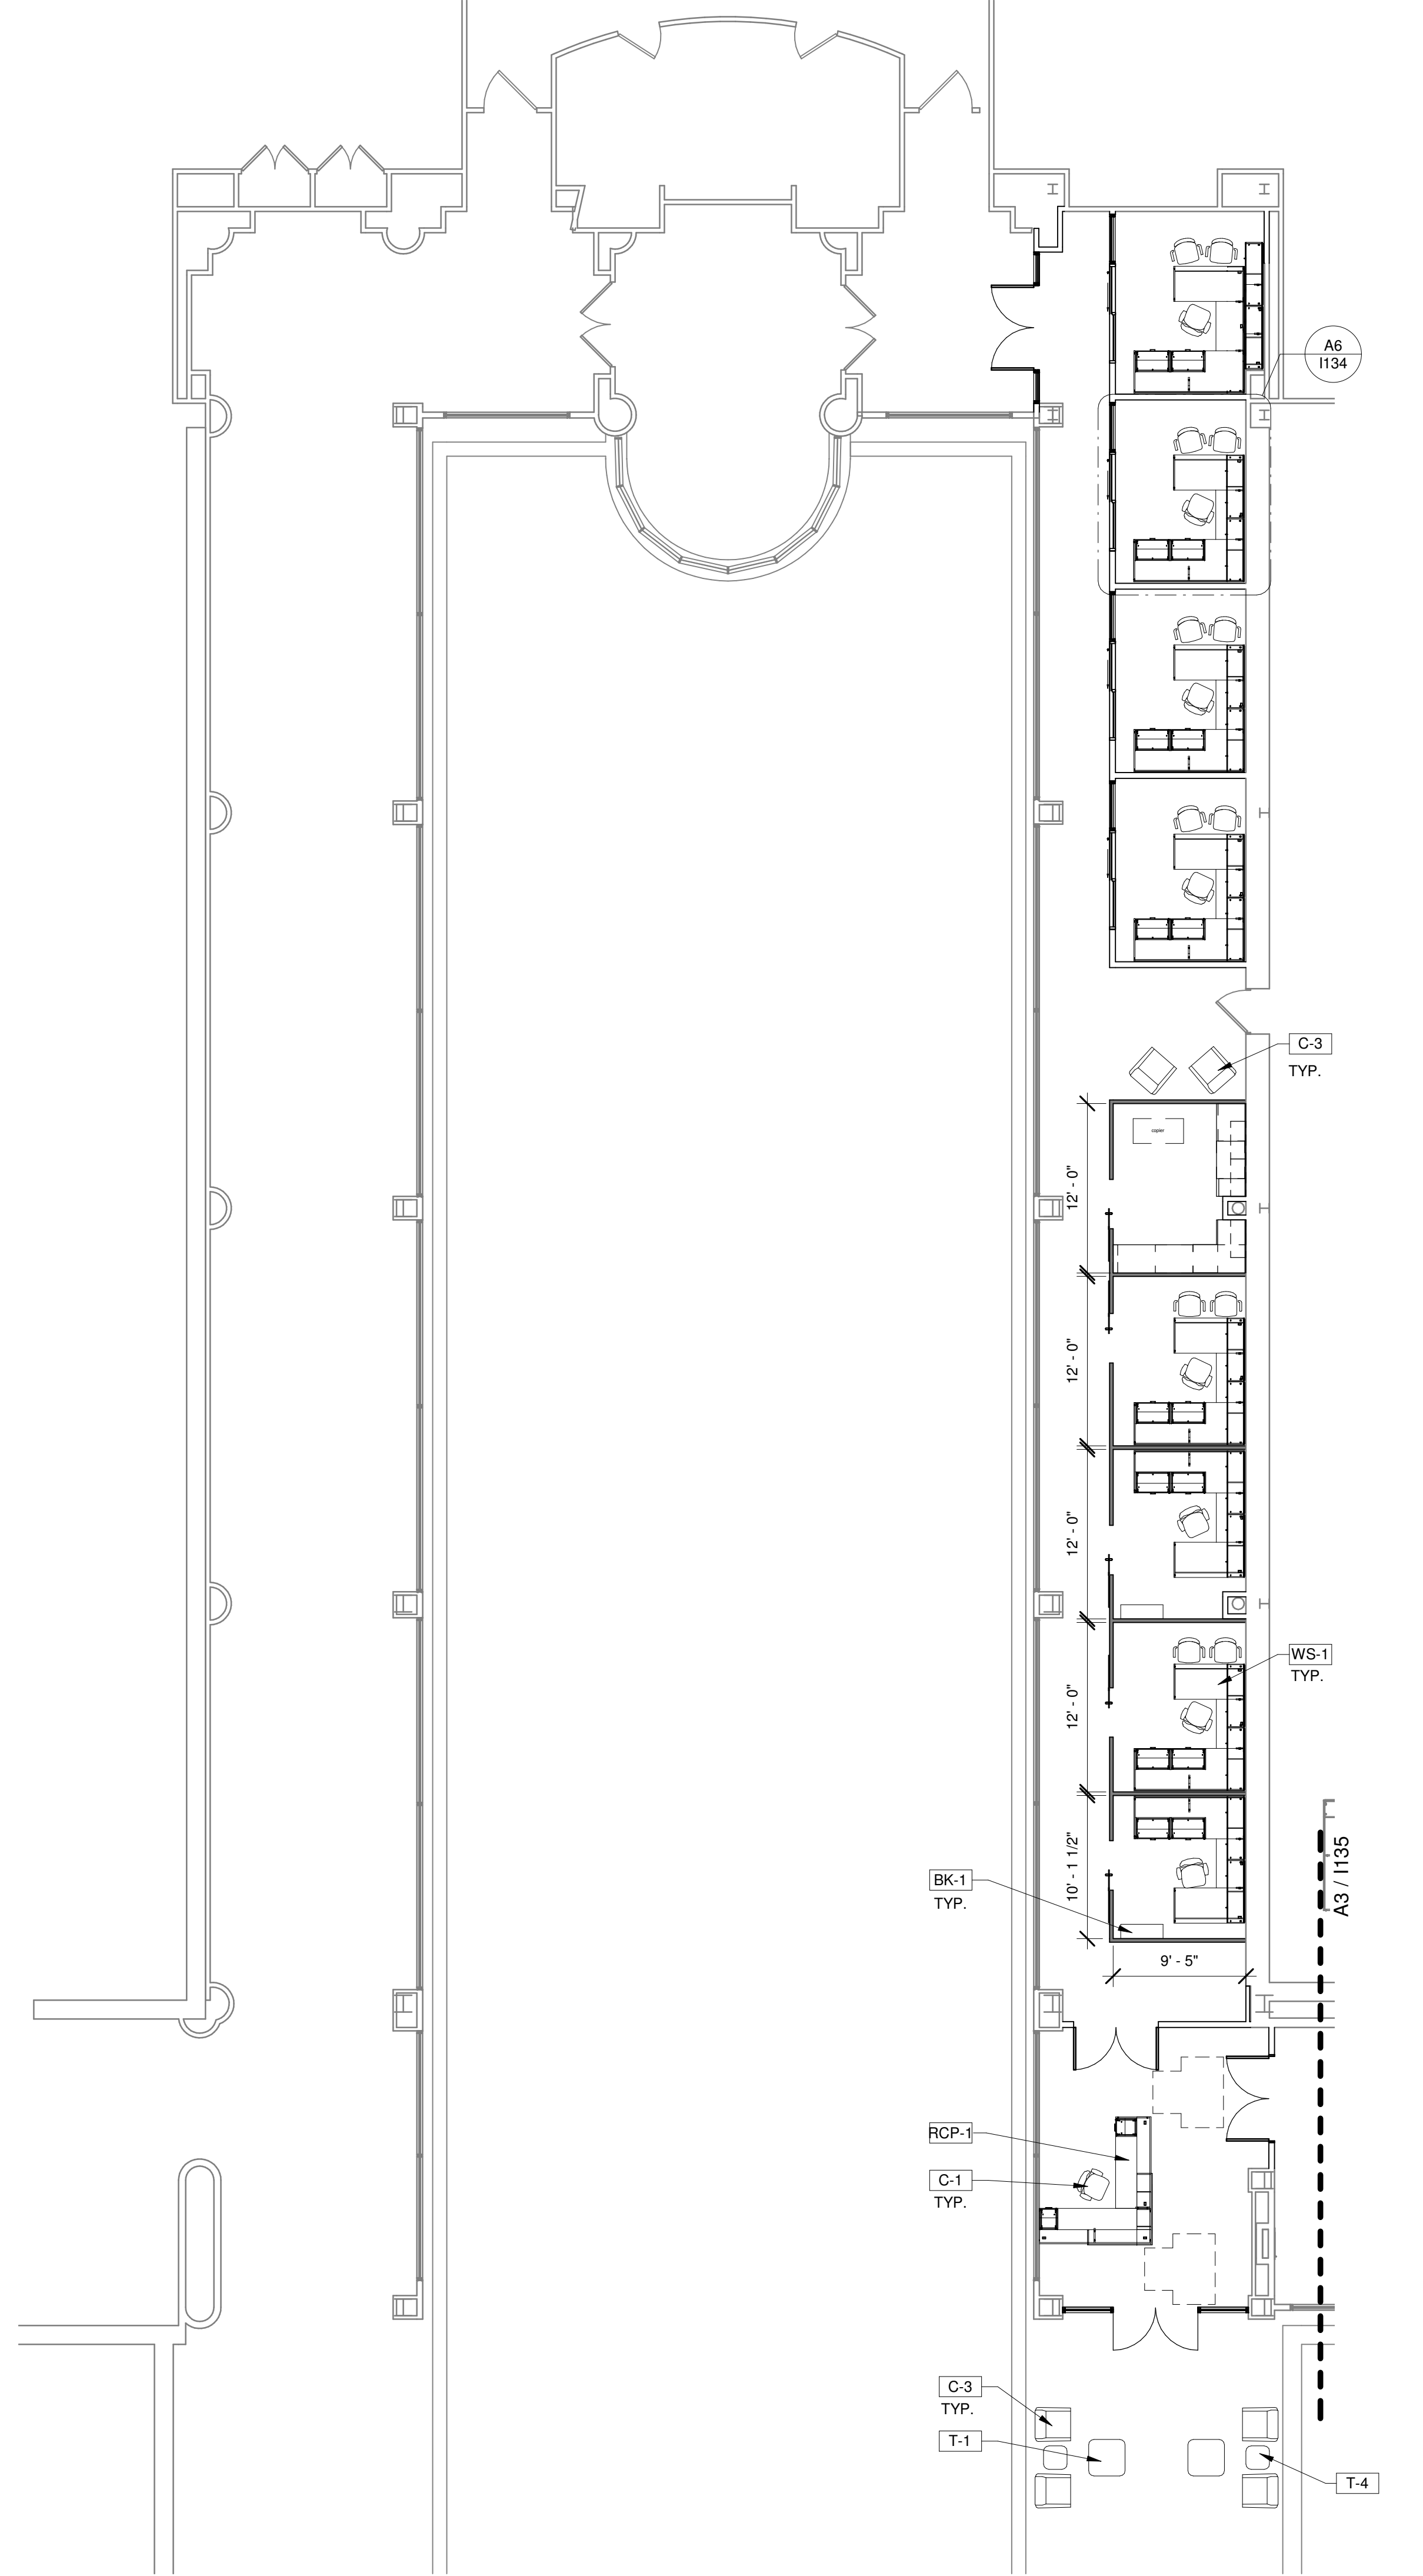 A6
I134
C-3
TYP.
copier
12' - 0"
12' - 0"
12' - 0"
WS-1
TYP.
12' - 0"
10' - 1 1/2"
A3 / I135
BK-1
TYP.
9' - 5"
RCP-1
C-1
TYP.
C-3
TYP.
T-1
T-4